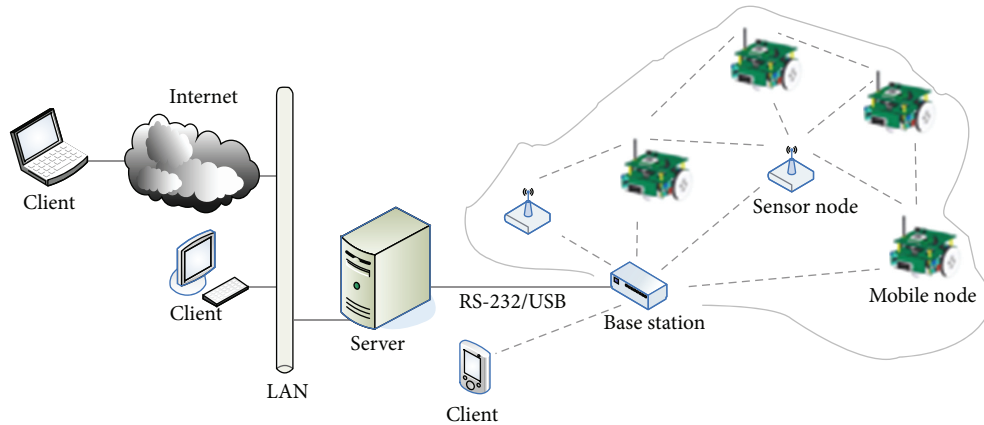 Internet
Client
Sensor node
Client
RS-232/USB
Mobile node
Base station
Server
LAN
Client